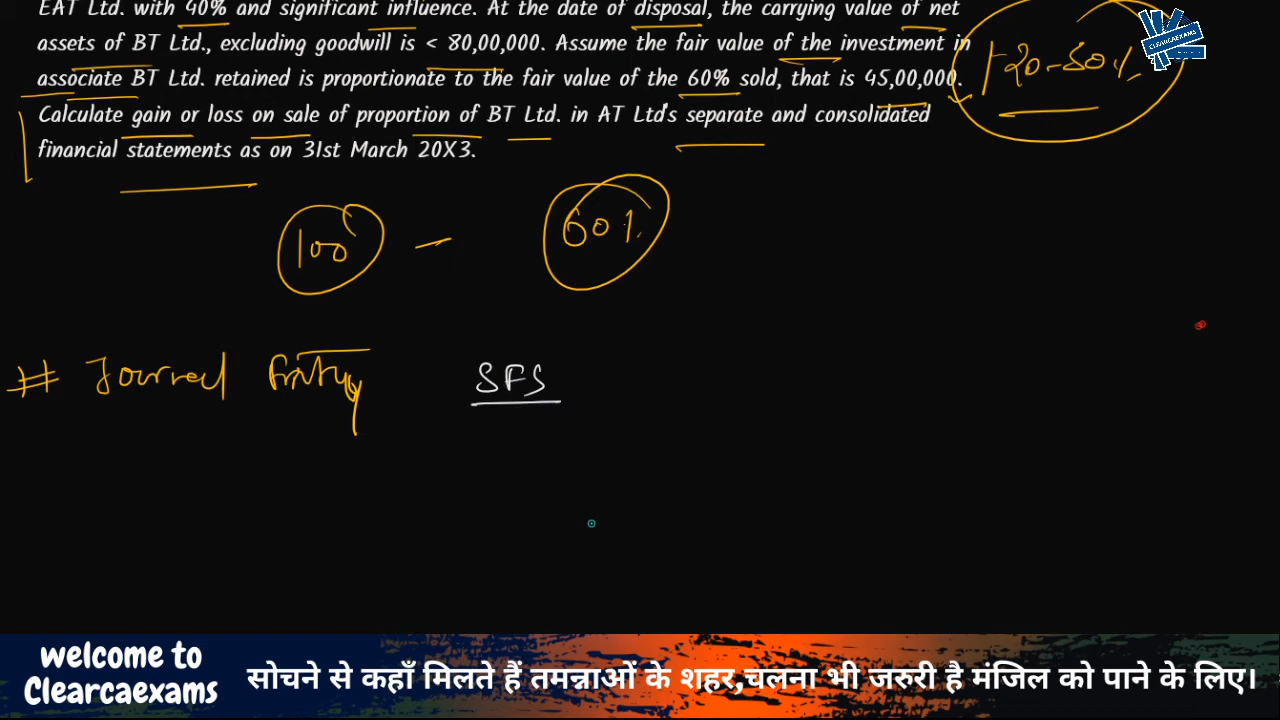 EAT Ltd. with 40% and significant influence. At the date of disposal, the carrying value of net
assets of BT Ltd., excluding goodwill is < 80,00,000. Assume the fair value of the investment in
associate BT Ltd. retained is proportionate to the fair value of the 60% sold, that is 45,00,000.
Calculate gain or loss on sale of proportion of BT Ltd. in AT Ltd's separate and consolidated
financial statements as on 31st March 20X3.
CLEARCAEXAMS
20-50%
100 - 60%
# Journal Entry SFS
welcome to
Clearcaexams
सोचने से कहाँ मिलते हैं तमन्नाओं के शहर,चलना भी जरुरी है मंजिल को पाने के लिए।